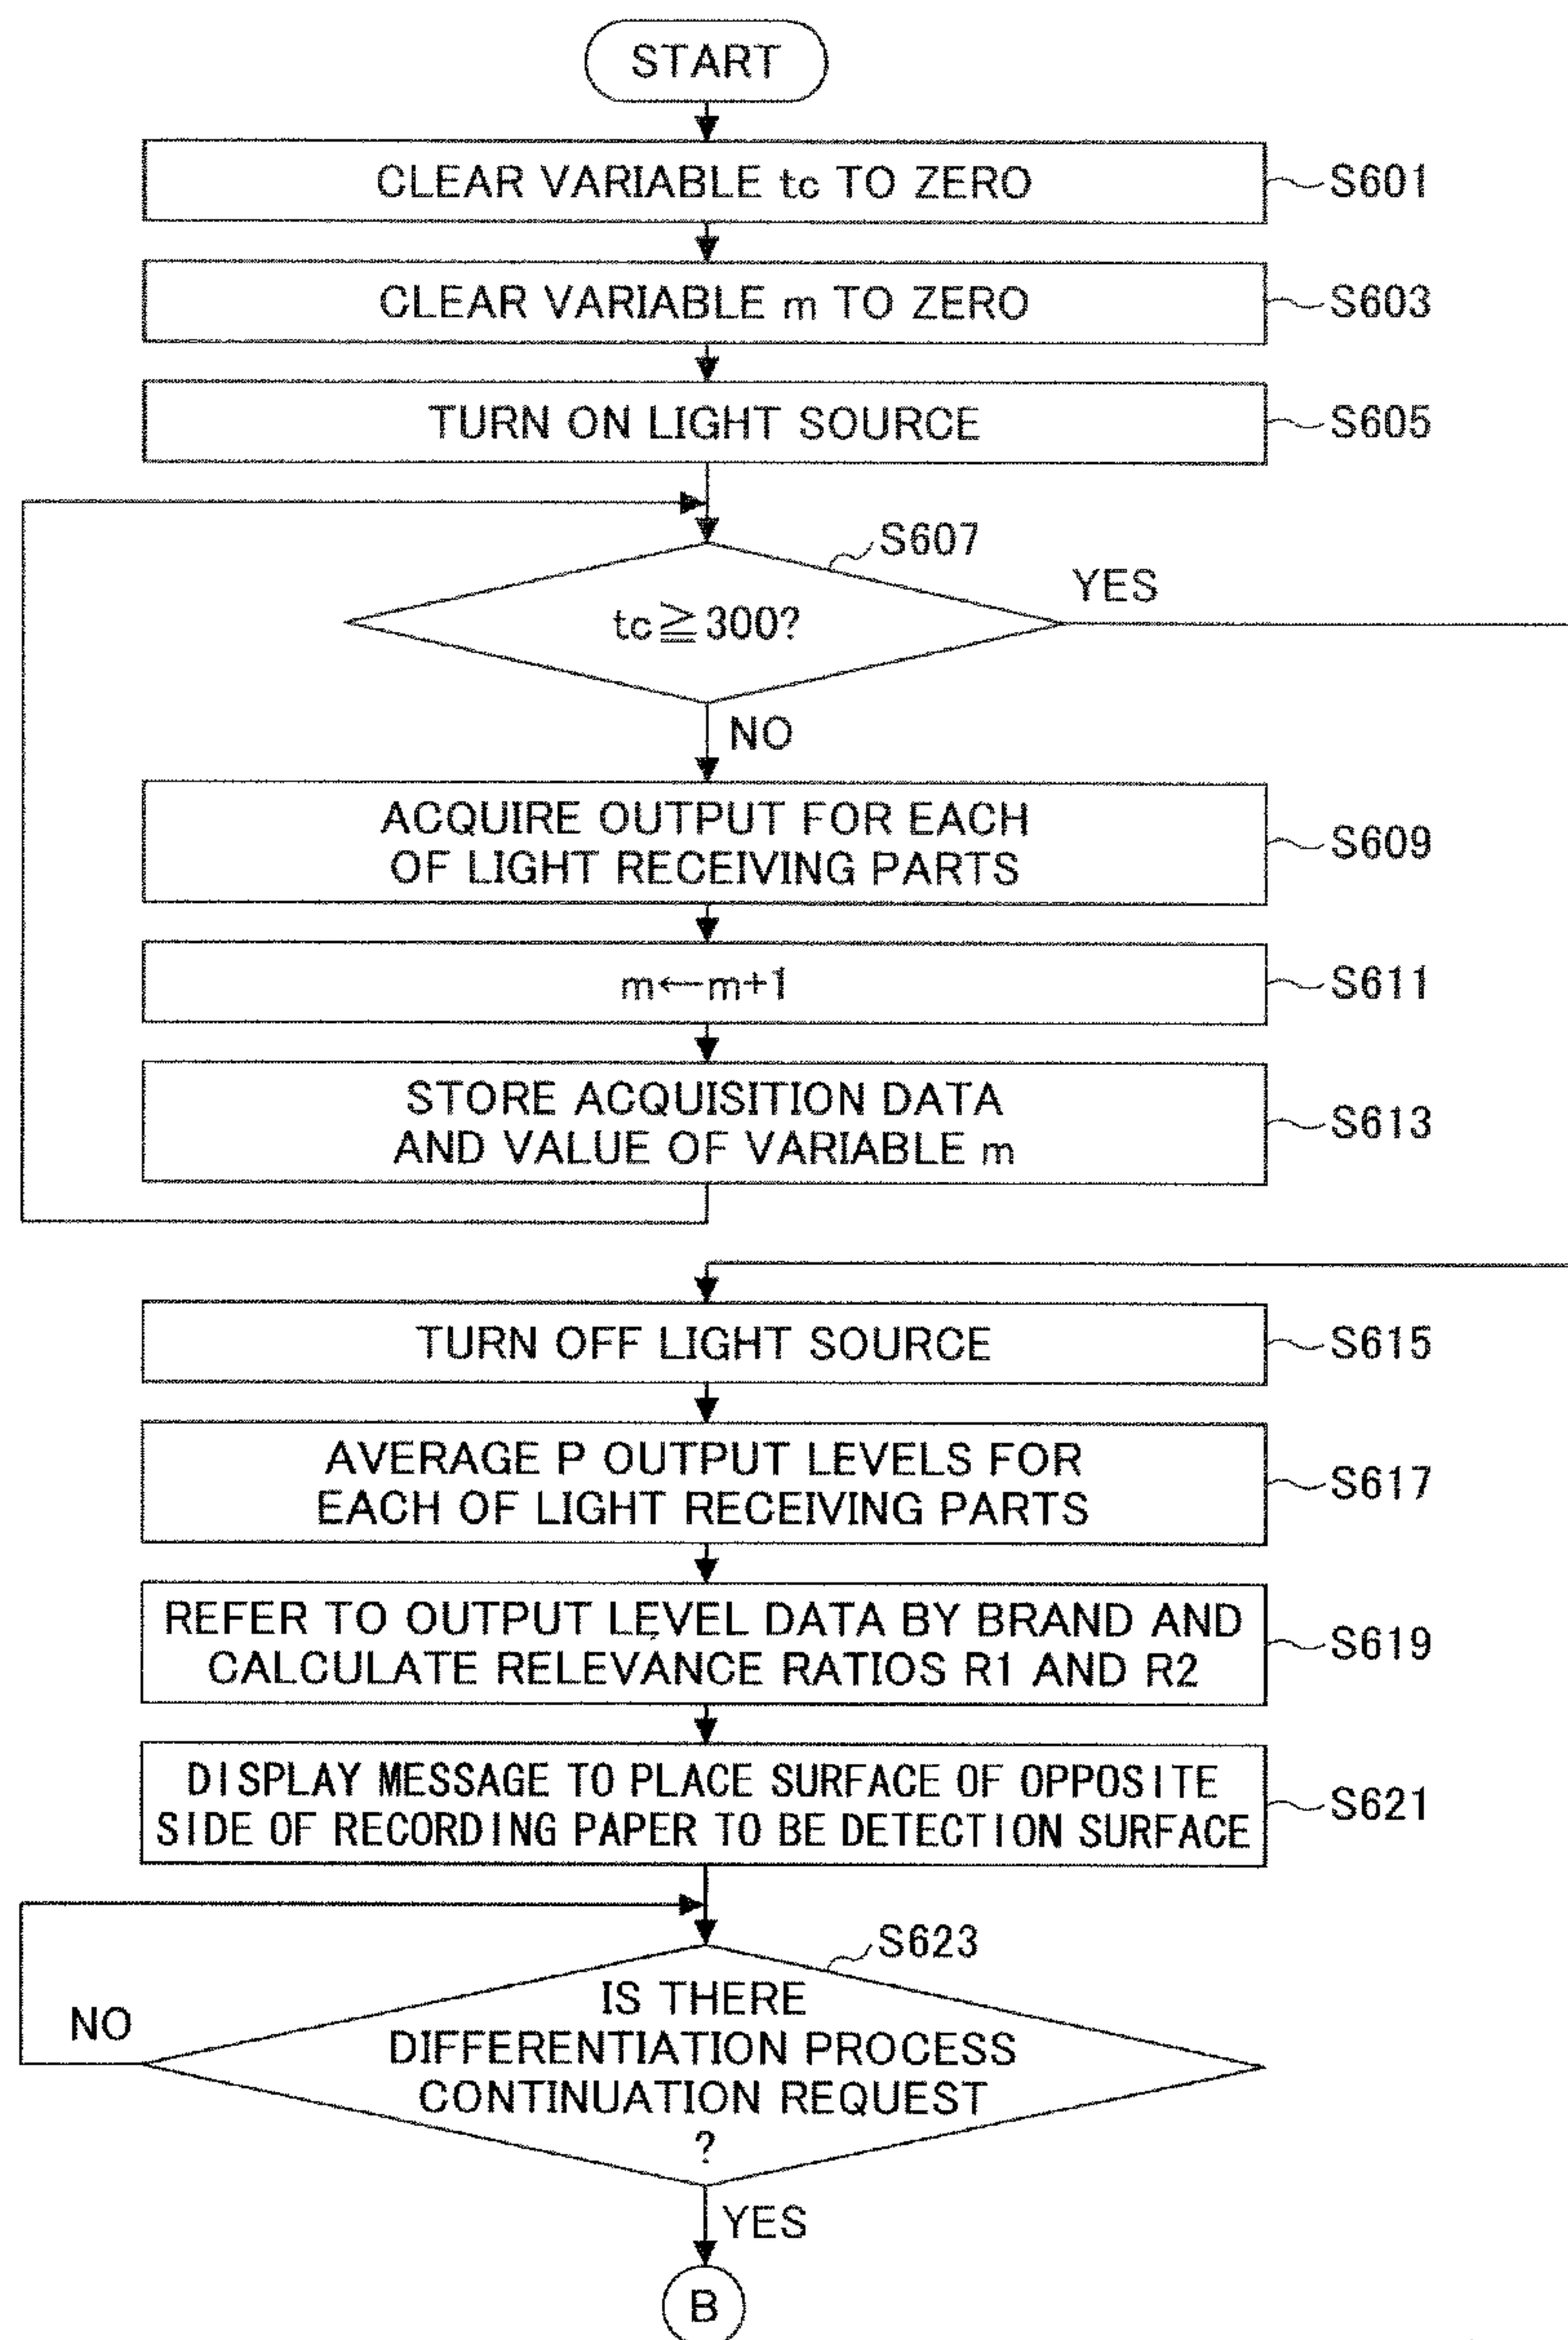 START
CLEAR VARIABLE tc TO ZERO
S601
CLEAR VARIABLE m TO ZERO
S603
TURN ON LIGHT SOURCE
S605
S607
YES
tc≧300?
NO
ACQUIRE OUTPUT FOR EACH
OF LIGHT RECEIVING PARTS
S609
m←m+1
S611
STORE ACQUISITION DATA
AND VALUE OF VARIABLE m
S613
TURN OFF LIGHT SOURCE
S615
AVERAGE P OUTPUT LEVELS FOR
EACH OF LIGHT RECEIVING PARTS
S617
REFER TO OUTPUT LEVEL DATA BY BRAND AND
CALCULATE RELEVANCE RATIOS R1 AND R2
S619
DISPLAY MESSAGE TO PLACE SURFACE OF OPPOSITE
SIDE OF RECORDING PAPER TO BE DETECTION SURFACE
S621
S623
NO
IS THERE
DIFFERENTIATION PROCESS
CONTINUATION REQUEST
?
YES
B